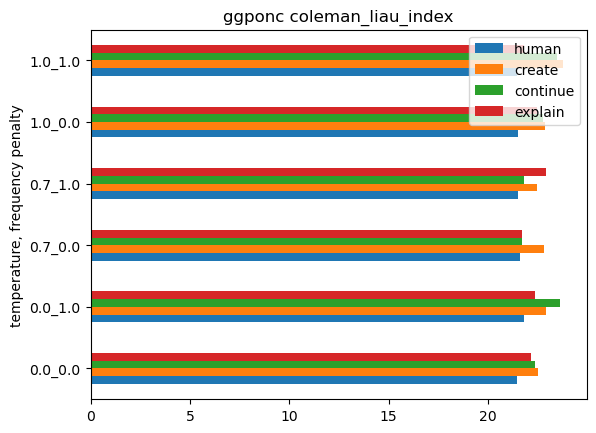 ggponc coleman_liau_index
human
create
continue
explain
temperature, frequency penalty
1.0_1.0
1.0_0.0
0.7_1.0
0.7_0.0
0.0_1.0
0.0_0.0
0 5 10 15 20